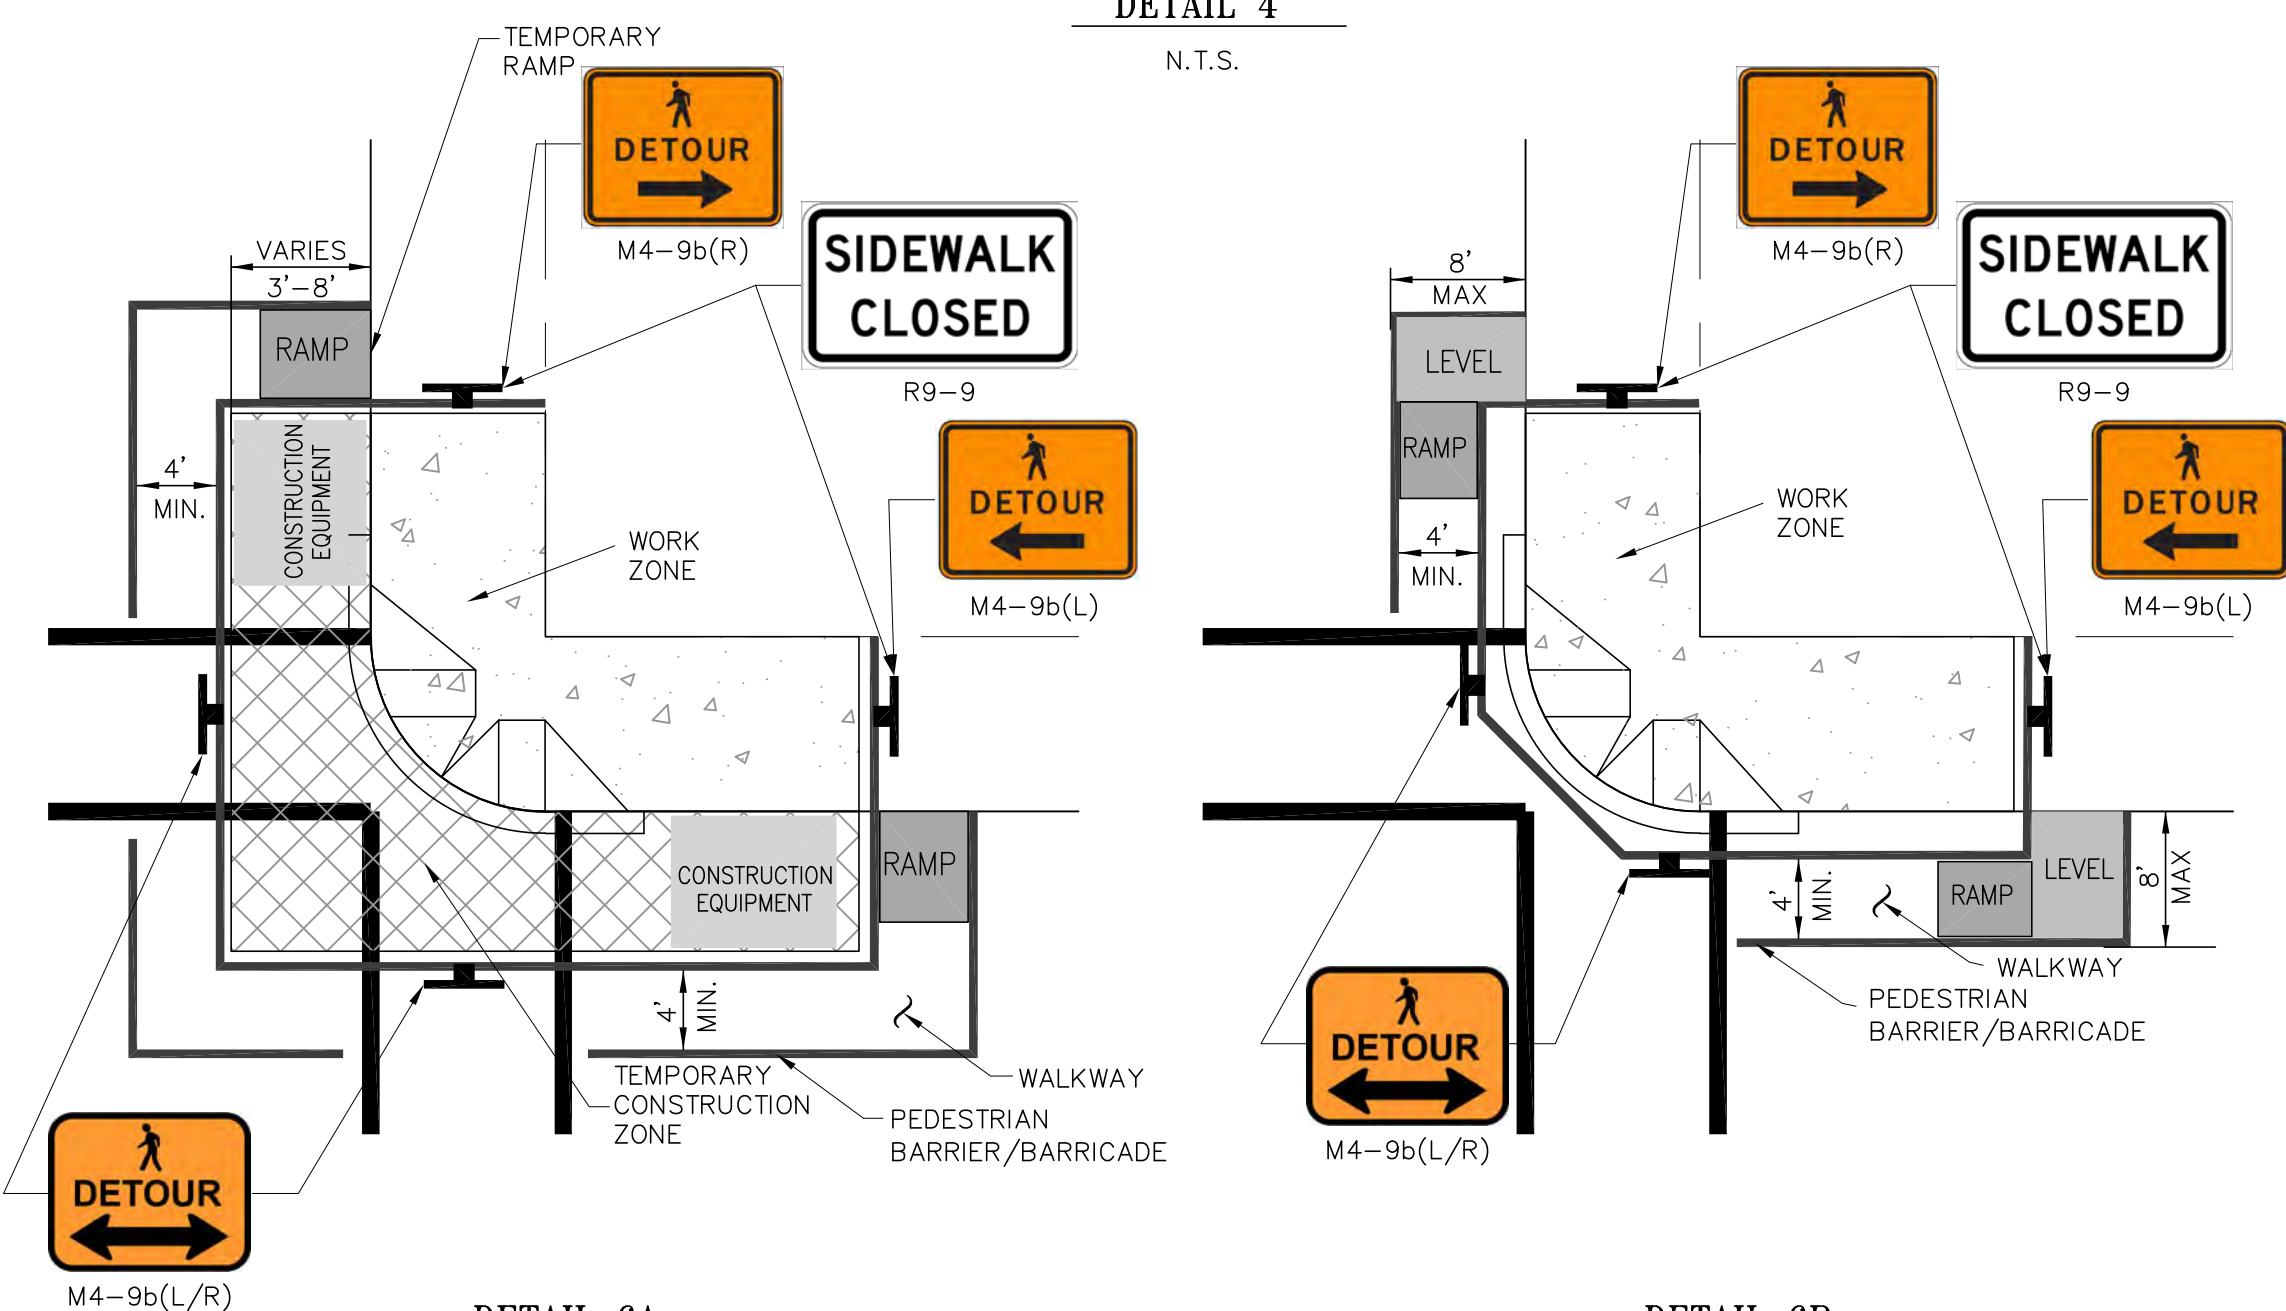 DETAIL 4
N.T.S.
TEMPORARY
RAMP
DETOUR
M4-9b(R)
SIDEWALK
CLOSED
R9-9
VARIES
3'-8'
RAMP
CONSTRUCTION
EQUIPMENT
4'
MIN.
WORK
ZONE
DETOUR
M4-9b(L)
RAMP
CONSTRUCTION
EQUIPMENT
4'
MIN.
WALKWAY
TEMPORARY
CONSTRUCTION
ZONE
PEDESTRIAN
BARRIER/BARRICADE
DETOUR
M4-9b(L/R)
DETOUR
M4-9b(R)
SIDEWALK
CLOSED
R9-9
8'
MAX
LEVEL
RAMP
4'
MIN.
WORK
ZONE
DETOUR
M4-9b(L)
LEVEL
RAMP
8'
MAX
4'
MIN.
WALKWAY
PEDESTRIAN
BARRIER/BARRICADE
DETOUR
M4-9b(L/R)
DETAIL
DETAIL